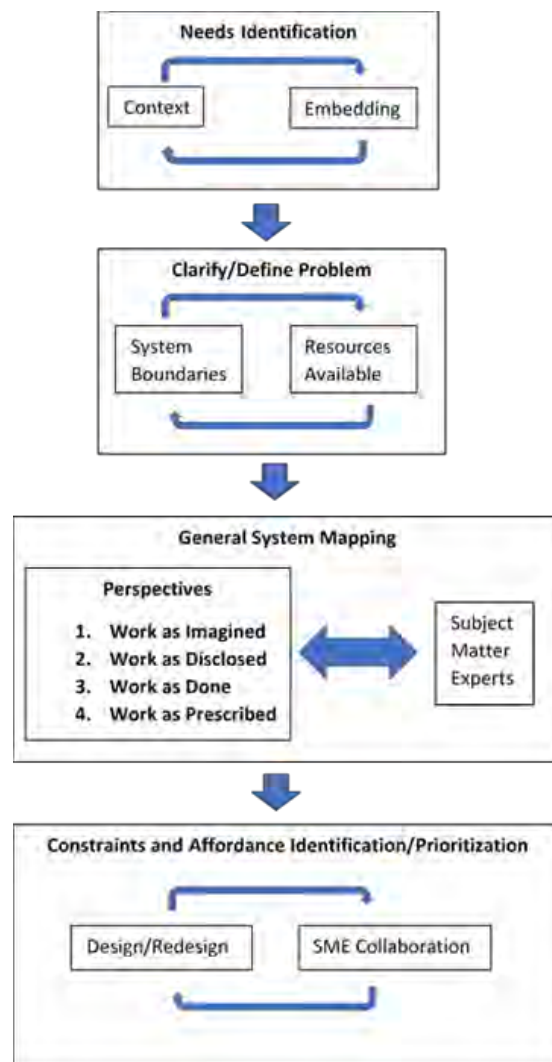 Needs Identification
Context
Embedding
Clarify/Define Problem
System
Boundaries
Resources
Available
General System Mapping
Perspectives
1. Work as Imagined
2. Work as Disclosed
3. Work as Done
4. Work as Prescribed
Subject
Matter
Experts
Constraints and Affordance Identification/Prioritization
Design/Redesign
SME Collaboration